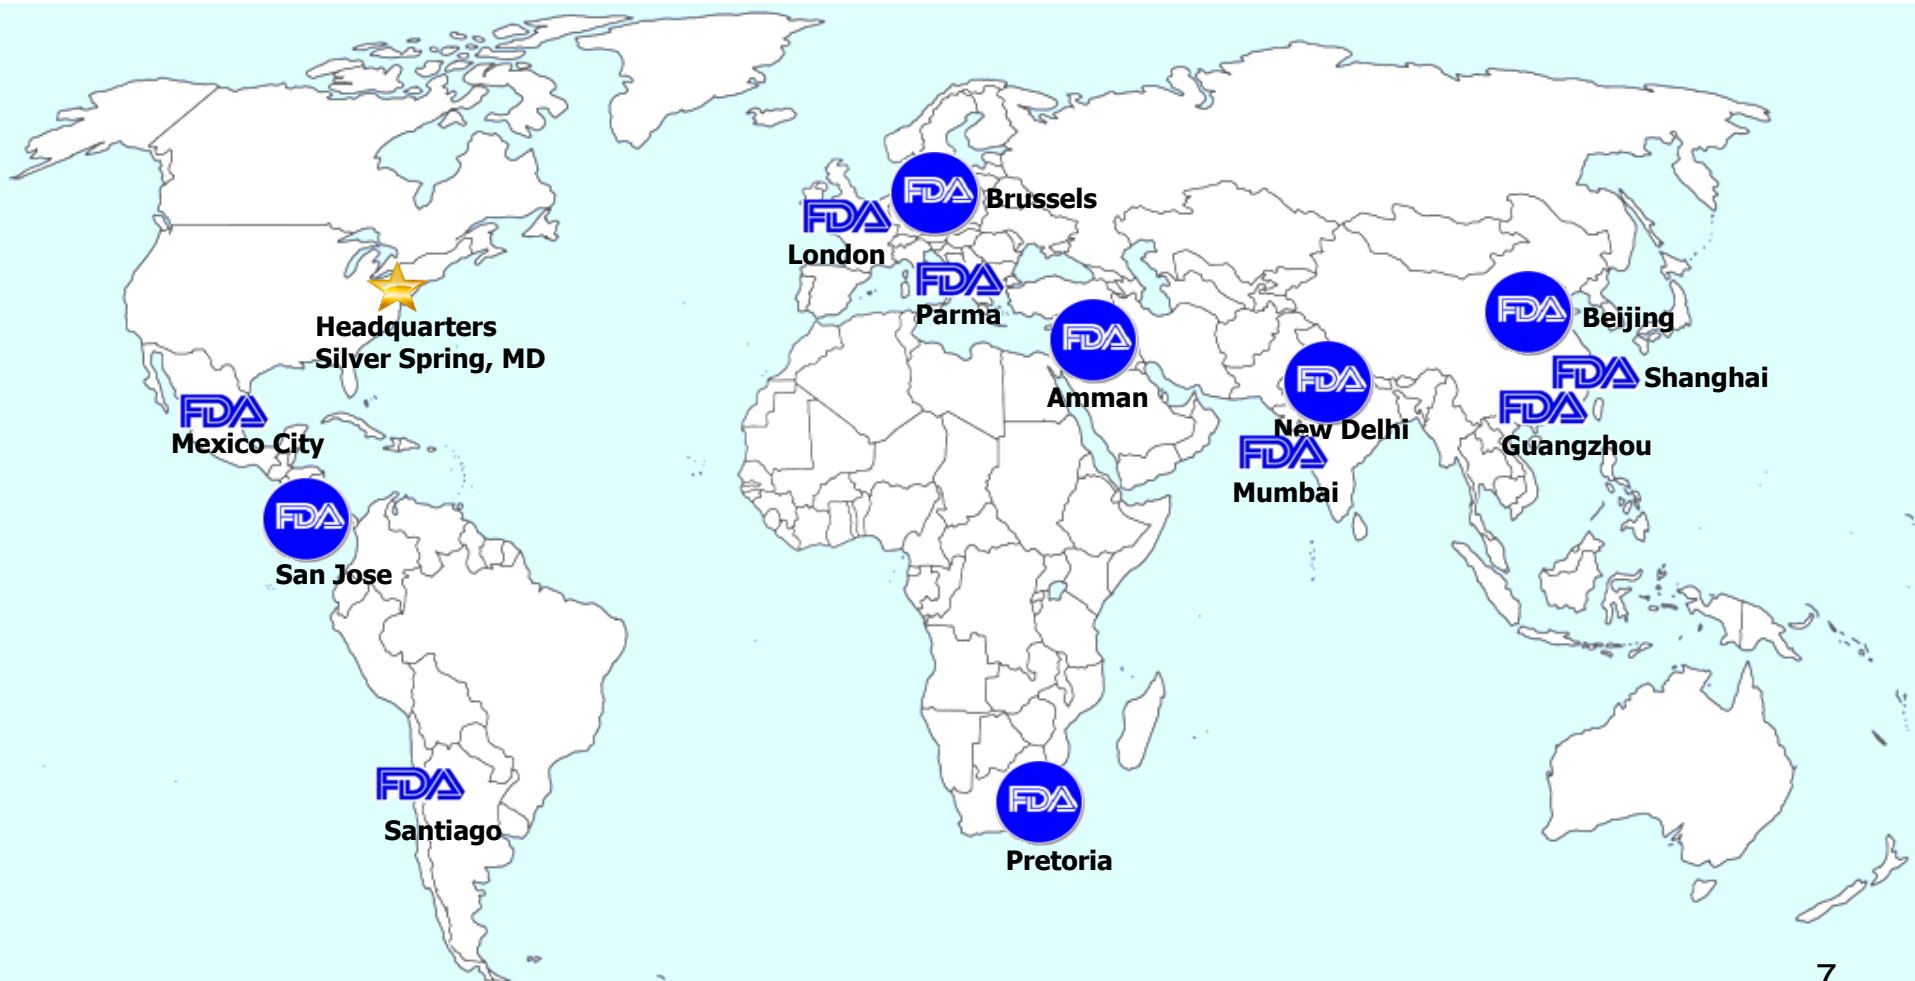 FDA
Brussels
FDA
London
FDA
Parma
Headquarters
Silver Spring, MD
FDA
Beijing
FDA
Amman
FDA
Shanghai
FDA
New Delhi
FDA
Mexico City
FDA
Guangzhou
FDA
Mumbai
FDA
San Jose
FDA
Santiago
FDA
Pretoria
7